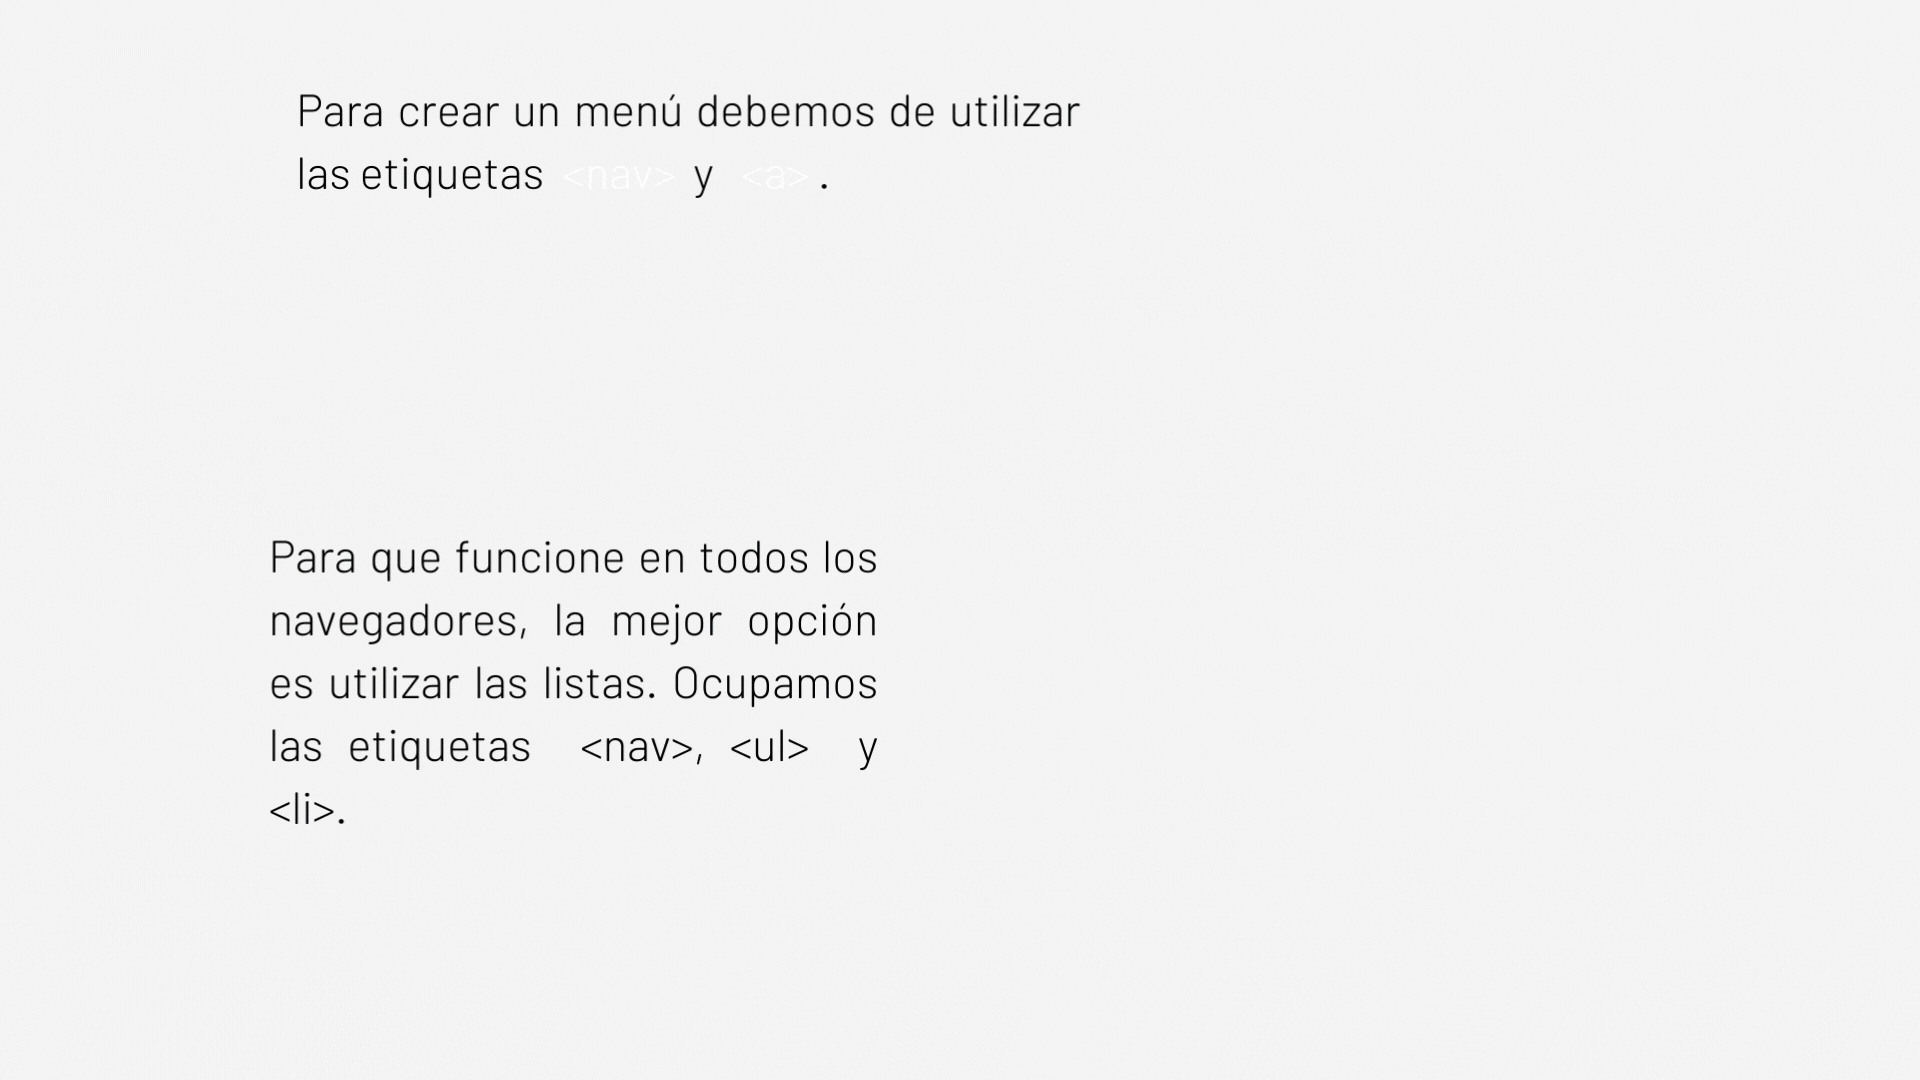 Para crear un menú debemos de utilizar
las etiquetas <nav> y <a> .
Para que funcione en todos los
navegadores, la mejor opción
es utilizar las listas. Ocupamos
las etiquetas <nav>, <ul> y
<li>.